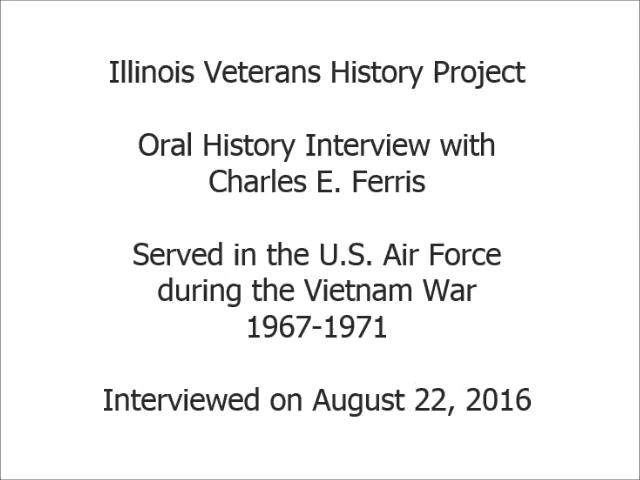 Illinois Veterans History Project
Oral History Interview with
Charles E. Ferris
Served in the U.S. Air Force
during the Vietnam War
1967-1971
Interviewed on August 22, 2016